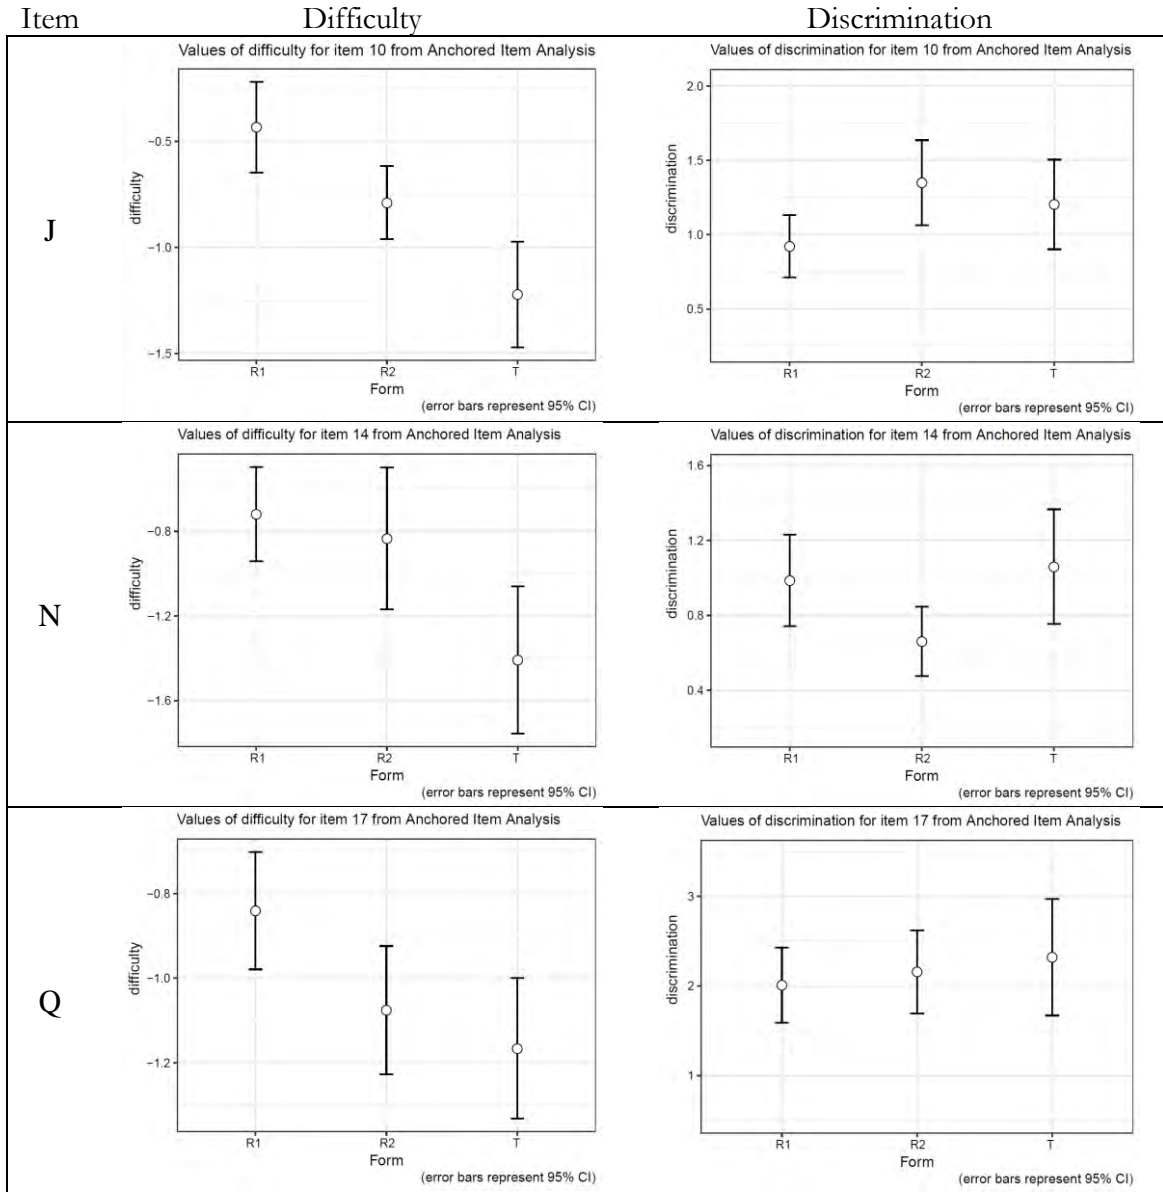 Item Difficulty Discrimination
J
Values of difficulty for item 10 from Anchored Item Analysis
difficulty
−0.5
−1.0
−1.5
R1 R2 T
Form
(error bars represent 95% CI)
Values of discrimination for item 10 from Anchored Item Analysis
discrimination
2.0
1.5
1.0
0.5
R1 R2 T
Form
(error bars represent 95% CI)
N
Values of difficulty for item 14 from Anchored Item Analysis
difficulty
−0.8
−1.2
−1.6
R1 R2 T
Form
(error bars represent 95% CI)
Values of discrimination for item 14 from Anchored Item Analysis
discrimination
1.6
1.2
0.8
0.4
R1 R2 T
Form
(error bars represent 95% CI)
Q
Values of difficulty for item 17 from Anchored Item Analysis
difficulty
−0.8
−1.0
−1.2
R1 R2 T
Form
(error bars represent 95% CI)
Values of discrimination for item 17 from Anchored Item Analysis
discrimination
3
2
1
R1 R2 T
Form
(error bars represent 95% CI)